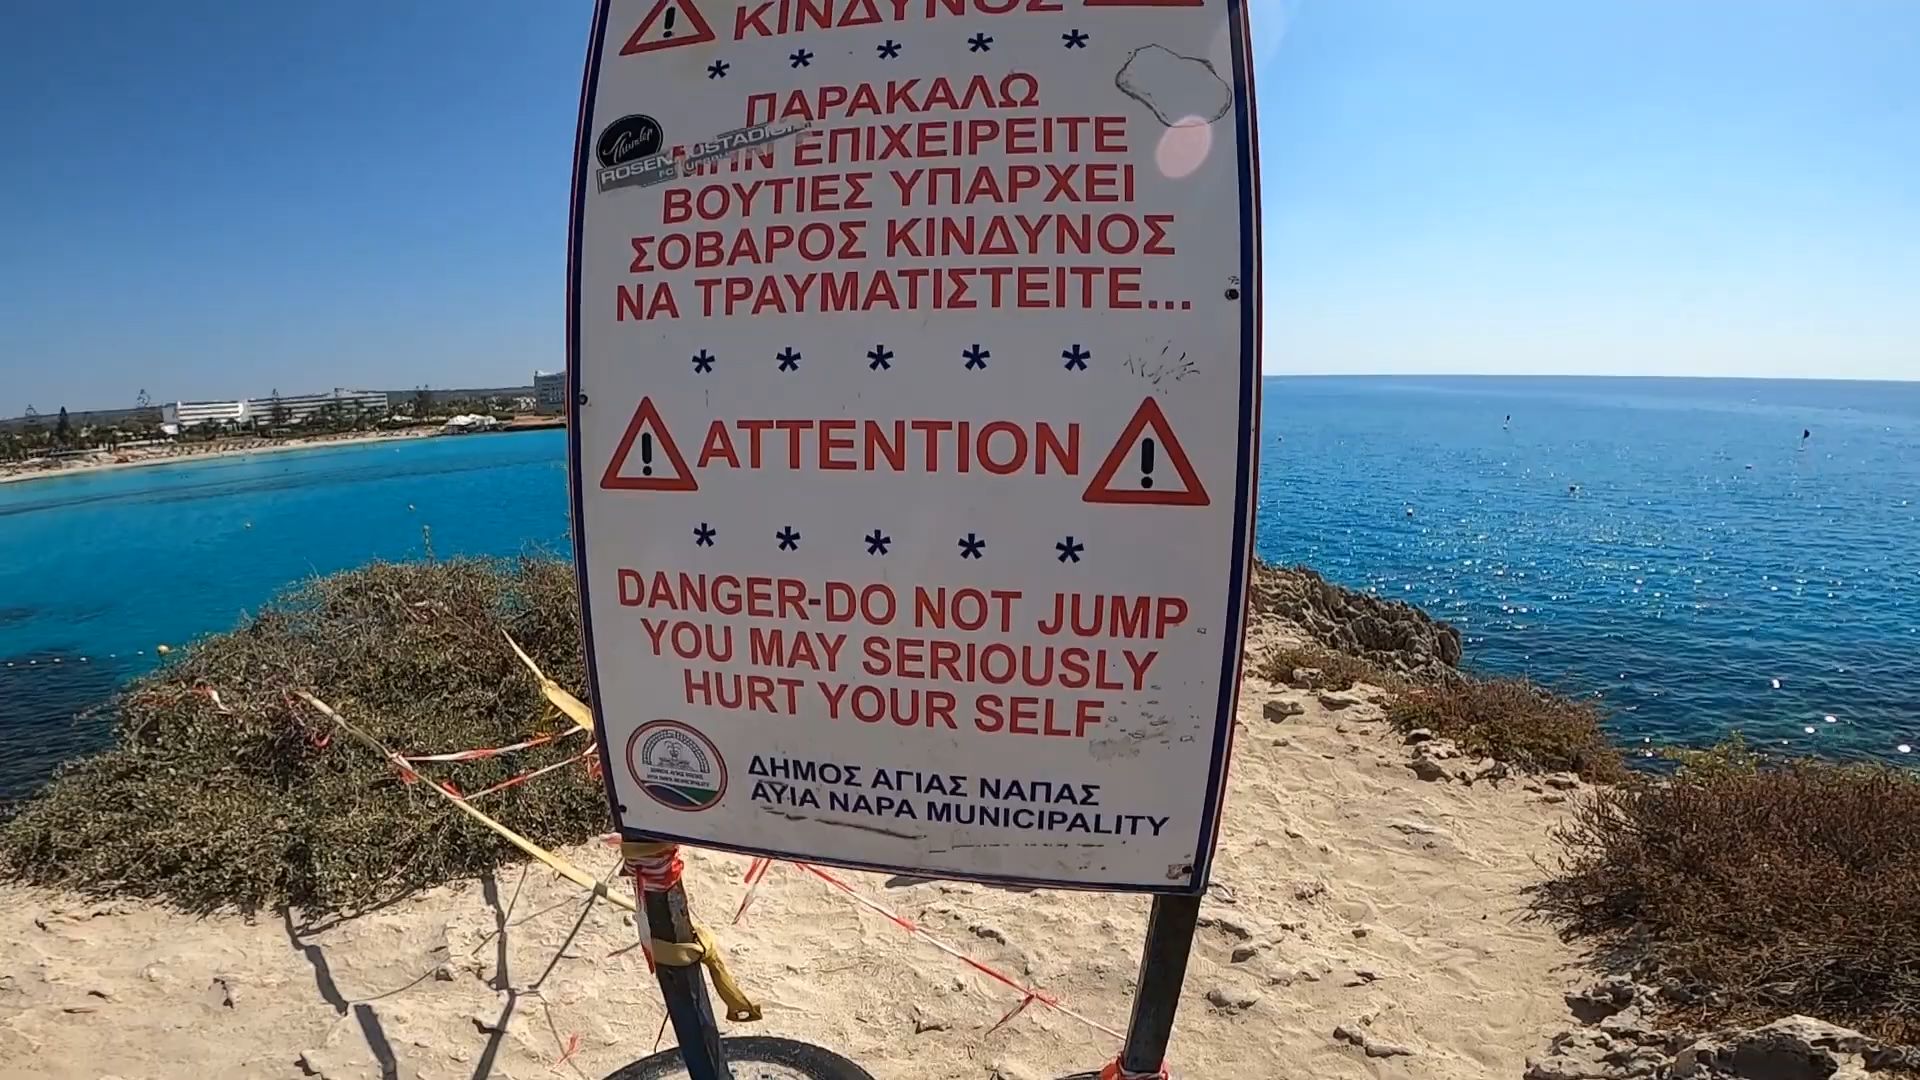 ΚΙΝΔΥΝΟΣ
* * * * *
ΠΑΡΑΚΑΛΩ
ΜΗΝ ΕΠΙΧΕΙΡΕΙΤΕ
ΒΟΥΤΙΕΣ ΥΠΑΡΧΕΙ
ΣΟΒΑΡΟΣ ΚΙΝΔΥΝΟΣ
ΝΑ ΤΡΑΥΜΑΤΙΣΤΕΙΤΕ...
* * * * *
! ATTENTION !
* * * * *
DANGER-DO NOT JUMP
YOU MAY SERIOUSLY
HURT YOUR SELF
ΔΗΜΟΣ ΑΓΙΑΣ ΝΑΠΑΣ
AYIA NAPA MUNICIPALITY